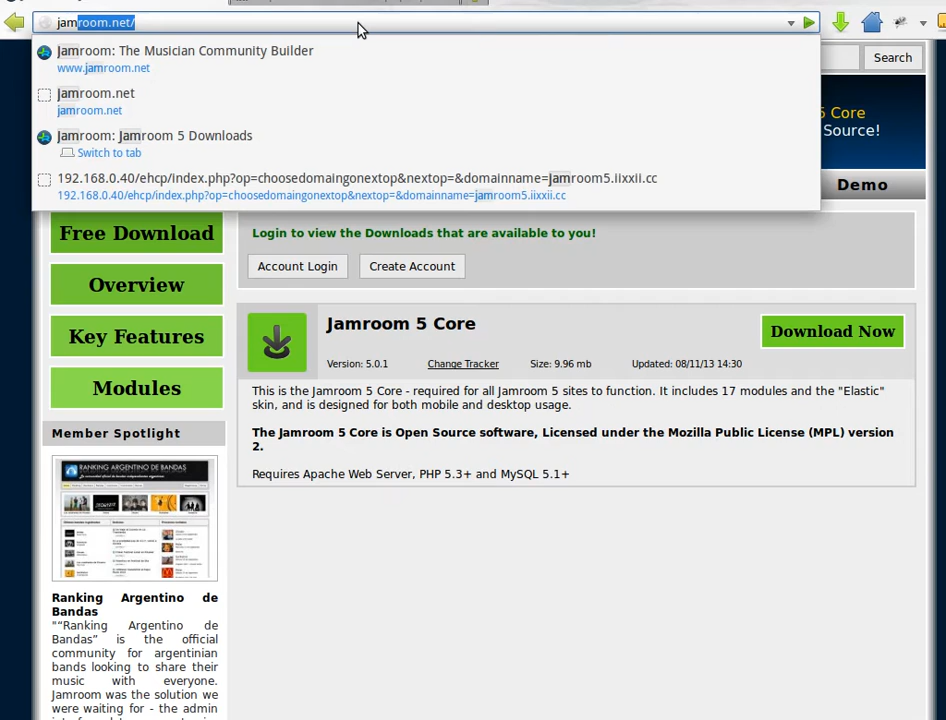 jamroom.net/
Jamroom: The Musician Community Builder
www.jamroom.net
Jamroom.net
jamroom.net
Jamroom: Jamroom 5 Downloads
Switch to tab
192.168.0.40/ehcp/index.php?op=choosedomaingonextop&nextop=&domainname=jamroom5.iixxii.cc
192.168.0.40/ehcp/index.php?op=choosedomaingonextop&nextop=&domainname=jamroom5.iixxii.cc
Search
5 Core
Source!
Demo
Free Download
Overview
Key Features
Modules
Member Spotlight
RANKING ARGENTINO DE BANDAS
Ranking Argentino de
Bandas
"“Ranking Argentino de
Bandas” is the official
community for argentinian
bands looking to share their
music with everyone.
Jamroom was the solution we
were waiting for - the admin
Login to view the Downloads that are available to you!
Account Login
Create Account
Jamroom 5 Core
Download Now
Version: 5.0.1 Change Tracker Size: 9.96 mb Updated: 08/11/13 14:30
This is the Jamroom 5 Core - required for all Jamroom 5 sites to function. It includes 17 modules and the "Elastic"
skin, and is designed for both mobile and desktop usage.
The Jamroom 5 Core is Open Source software, Licensed under the Mozilla Public License (MPL) version
2.
Requires Apache Web Server, PHP 5.3+ and MySQL 5.1+